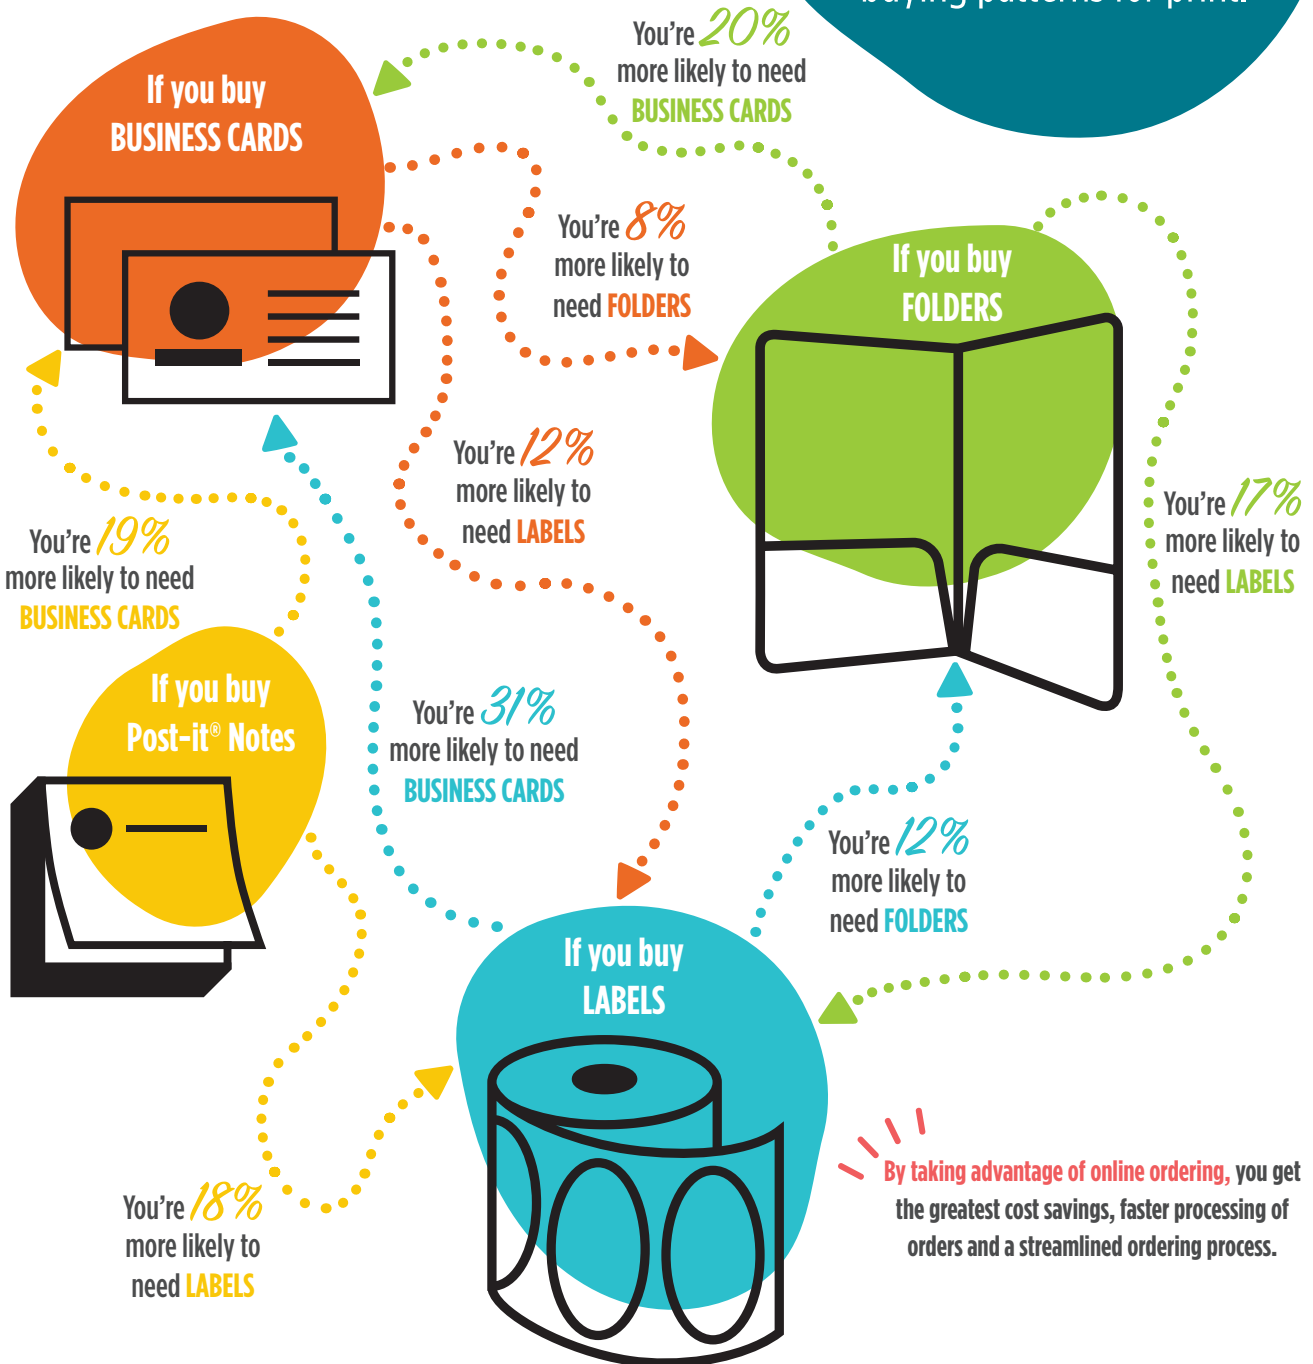 buying patterns for print.
You're 20%
more likely to need
BUSINESS CARDS
If you buy
BUSINESS CARDS
You're 8%
more likely to
need FOLDERS
If you buy
FOLDERS
You're 12%
more likely to
need LABELS
You're 17%
more likely to
need LABELS
You're 19%
more likely to need
BUSINESS CARDS
If you buy
Post-it® Notes
You're 31%
more likely to need
BUSINESS CARDS
You're 12%
more likely to
need FOLDERS
If you buy
LABELS
You're 18%
more likely to
need LABELS
By taking advantage of online ordering, you get
the greatest cost savings, faster processing of
orders and a streamlined ordering process.